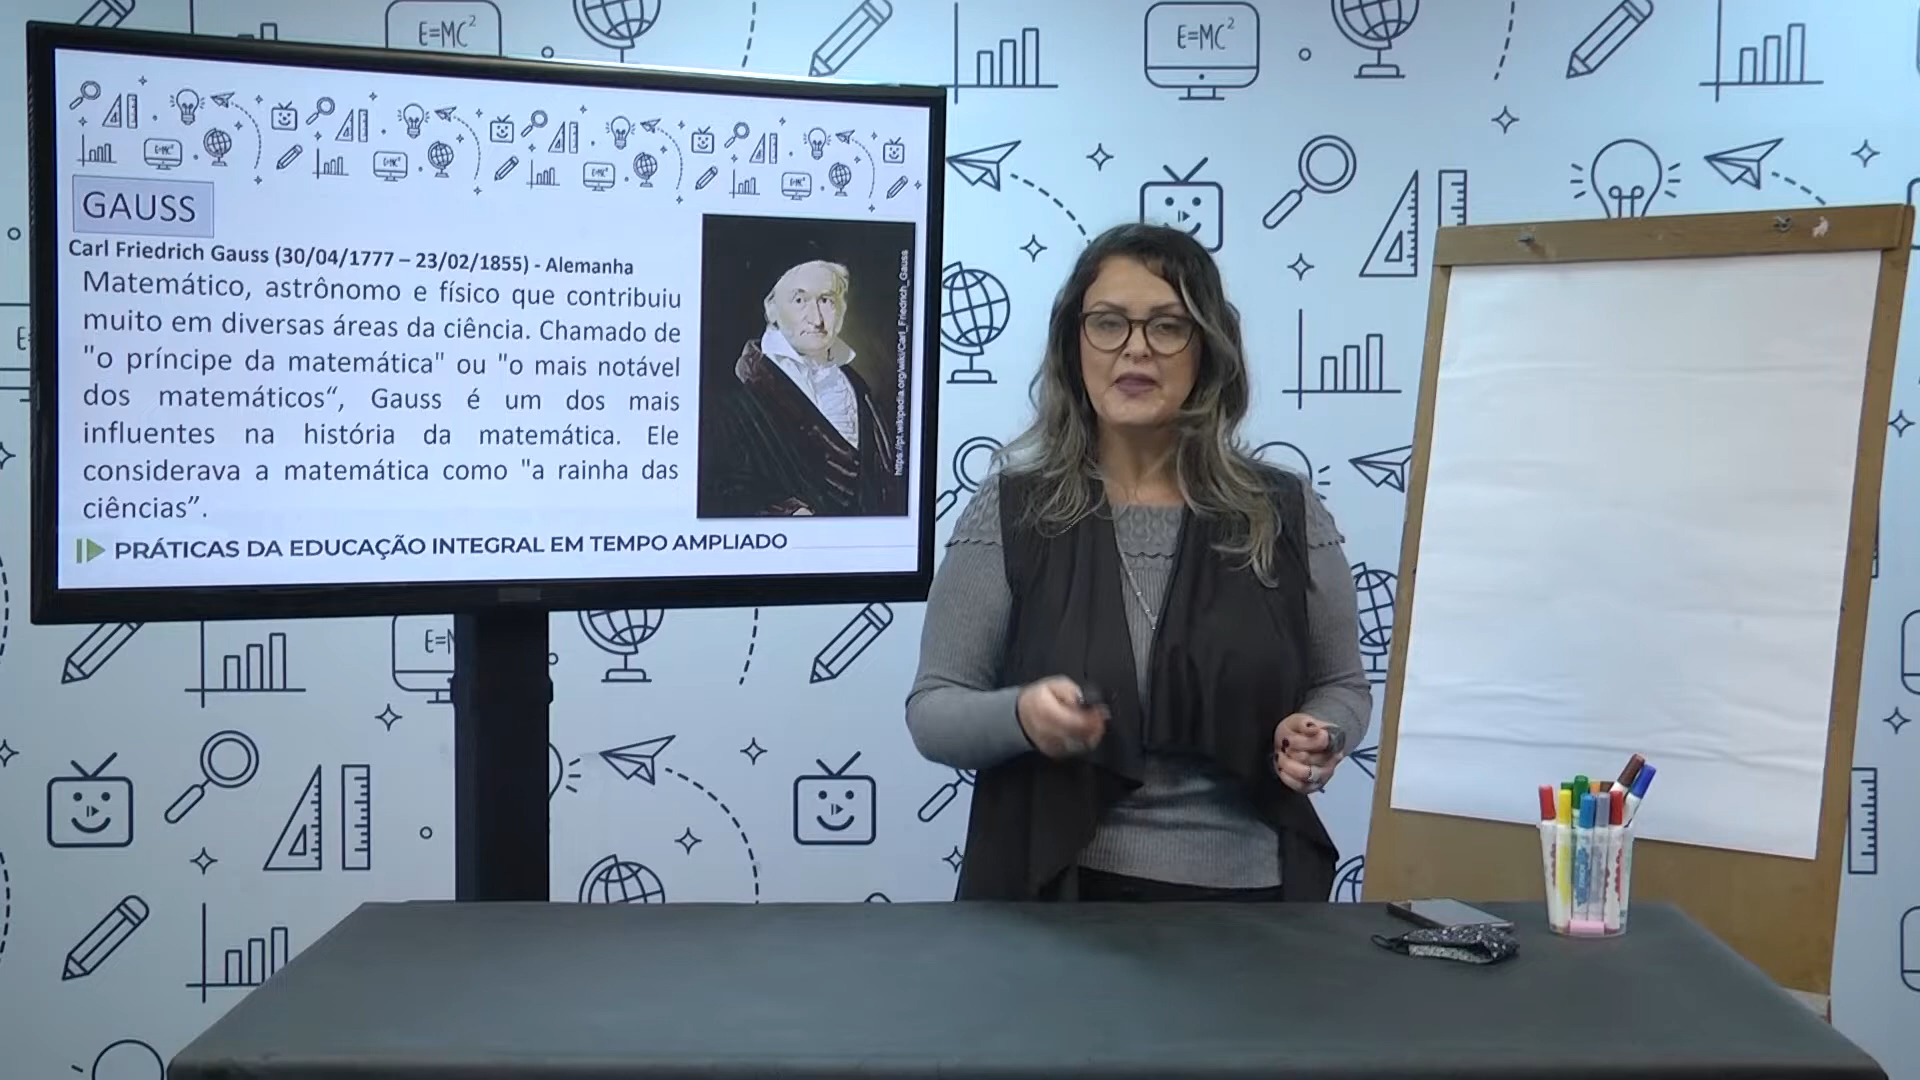 E=MC²
E=MC²
GAUSS
Carl Friedrich Gauss (30/04/1777 – 23/02/1855) - Alemanha
Matemático, astrônomo e físico que contribuiu
muito em diversas áreas da ciência. Chamado de
"o príncipe da matemática" ou "o mais notável
dos matemáticos“, Gauss é um dos mais
influentes na história da matemática. Ele
considerava a matemática como "a rainha das
ciências”.
https://pt.wikipedia.org/wiki/Carl_Friedrich_Gauss
PRÁTICAS DA EDUCAÇÃO INTEGRAL EM TEMPO AMPLIADO